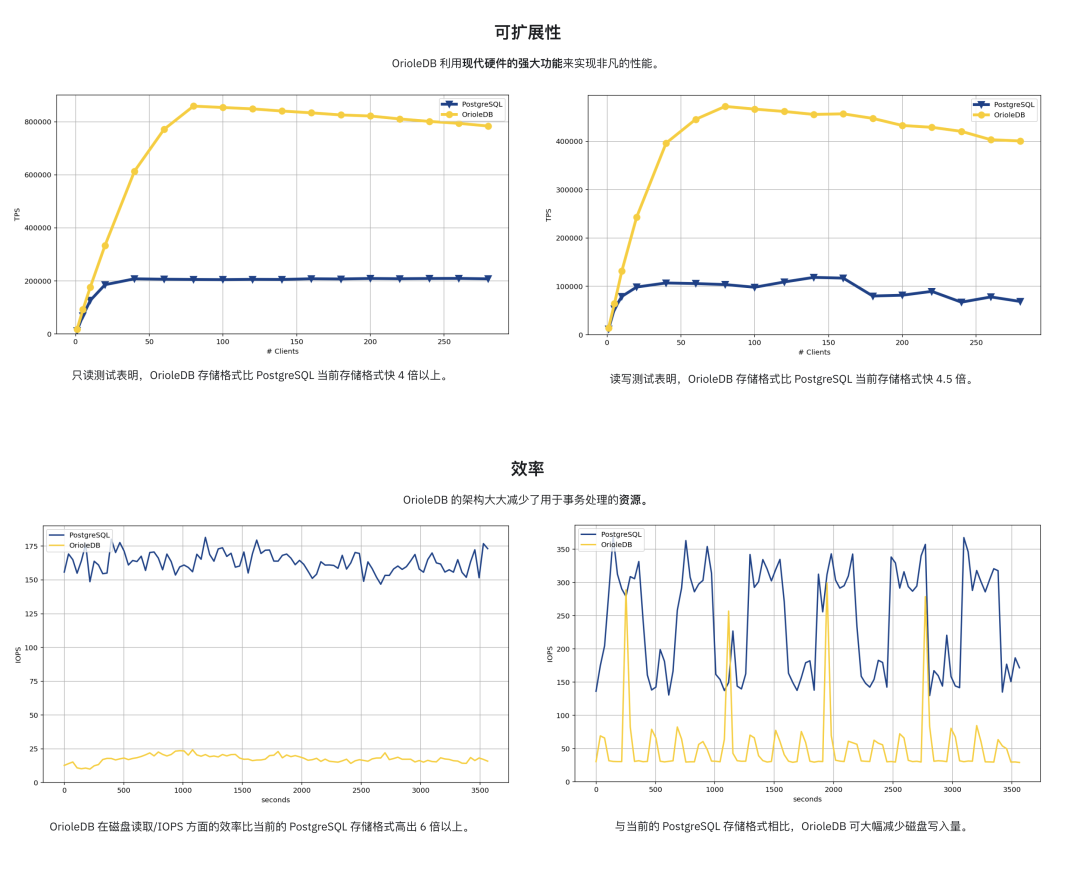 可扩展性
OrioleDB 利用现代硬件的强大功能来实现非凡的性能。
PostgreSQL
OrioleDB
800000
600000
400000
200000
0
TPS
0 50 100 150 200 250
# Clients
只读测试表明，OrioleDB 存储格式比 PostgreSQL 当前存储格式快 4 倍以上。
PostgreSQL
OrioleDB
400000
300000
200000
100000
0
TPS
0 50 100 150 200 250
# Clients
读写测试表明，OrioleDB 存储格式比 PostgreSQL 当前存储格式快 4.5 倍。
效率
OrioleDB 的架构大大减少了用于事务处理的资源。
PostgreSQL
OrioleDB
175
150
125
100
75
50
25
0
IOPS
0 500 1000 1500 2000 2500 3000 3500
seconds
OrioleDB 在磁盘读取/IOPS 方面的效率比当前的 PostgreSQL 存储格式高出 6 倍以上。
PostgreSQL
OrioleDB
350
300
250
200
150
100
50
0
IOPS
0 500 1000 1500 2000 2500 3000 3500
seconds
与当前的 PostgreSQL 存储格式相比，OrioleDB 可大幅减少磁盘写入量。